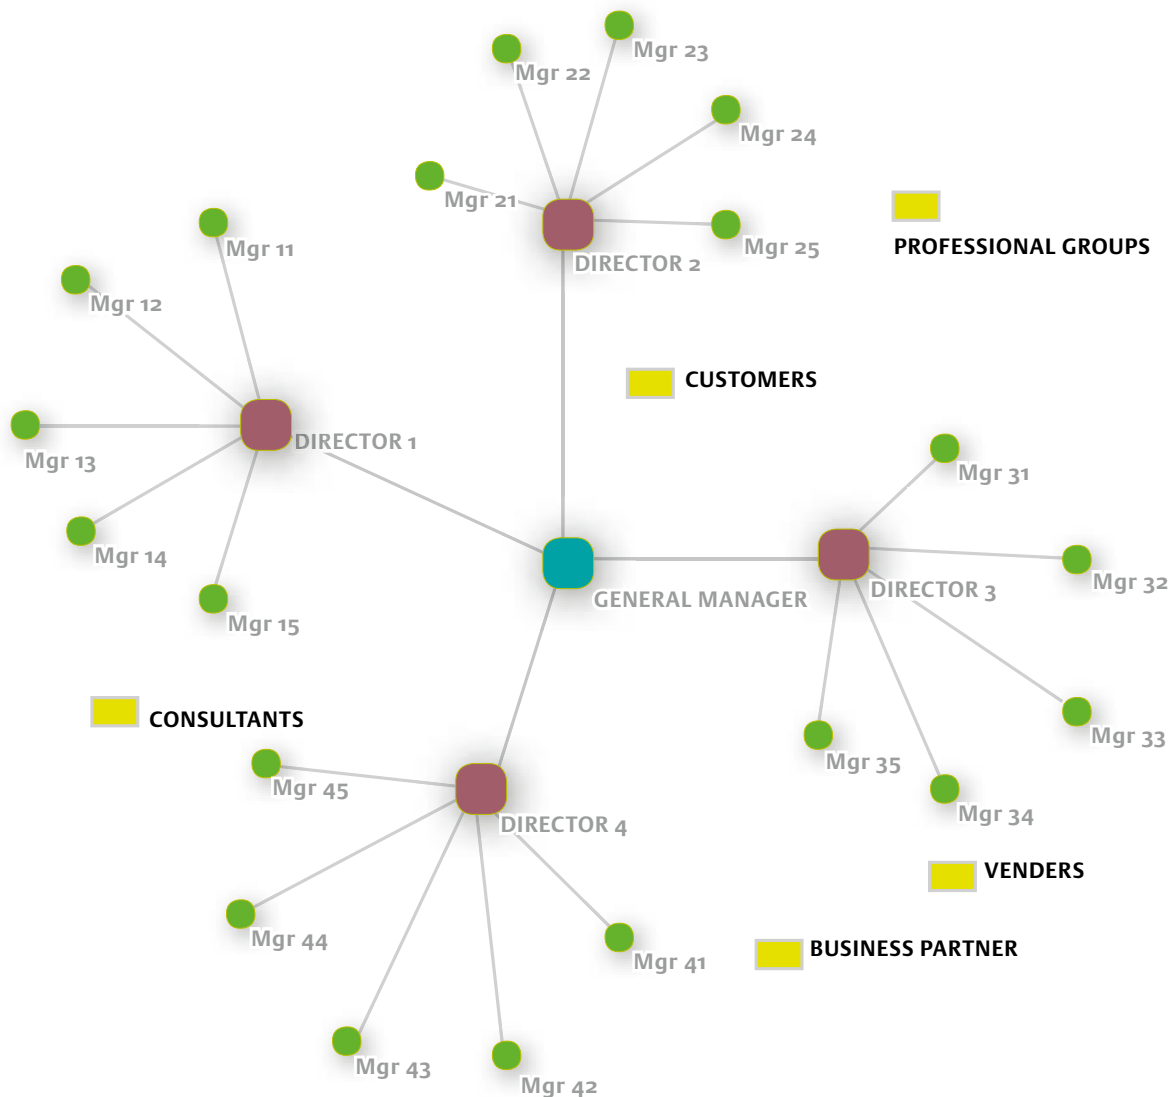 Mgr 23
Mgr 22
Mgr 24
Mgr 21
Mgr 25
DIRECTOR 2
PROFESSIONAL GROUPS
Mgr 11
Mgr 12
CUSTOMERS
DIRECTOR 1
Mgr 13
Mgr 31
Mgr 14
Mgr 32
DIRECTOR 3
GENERAL MANAGER
Mgr 15
CONSULTANTS
Mgr 33
Mgr 35
Mgr 45
Mgr 34
DIRECTOR 4
VENDERS
Mgr 44
BUSINESS PARTNER
Mgr 41
Mgr 43
Mgr 42